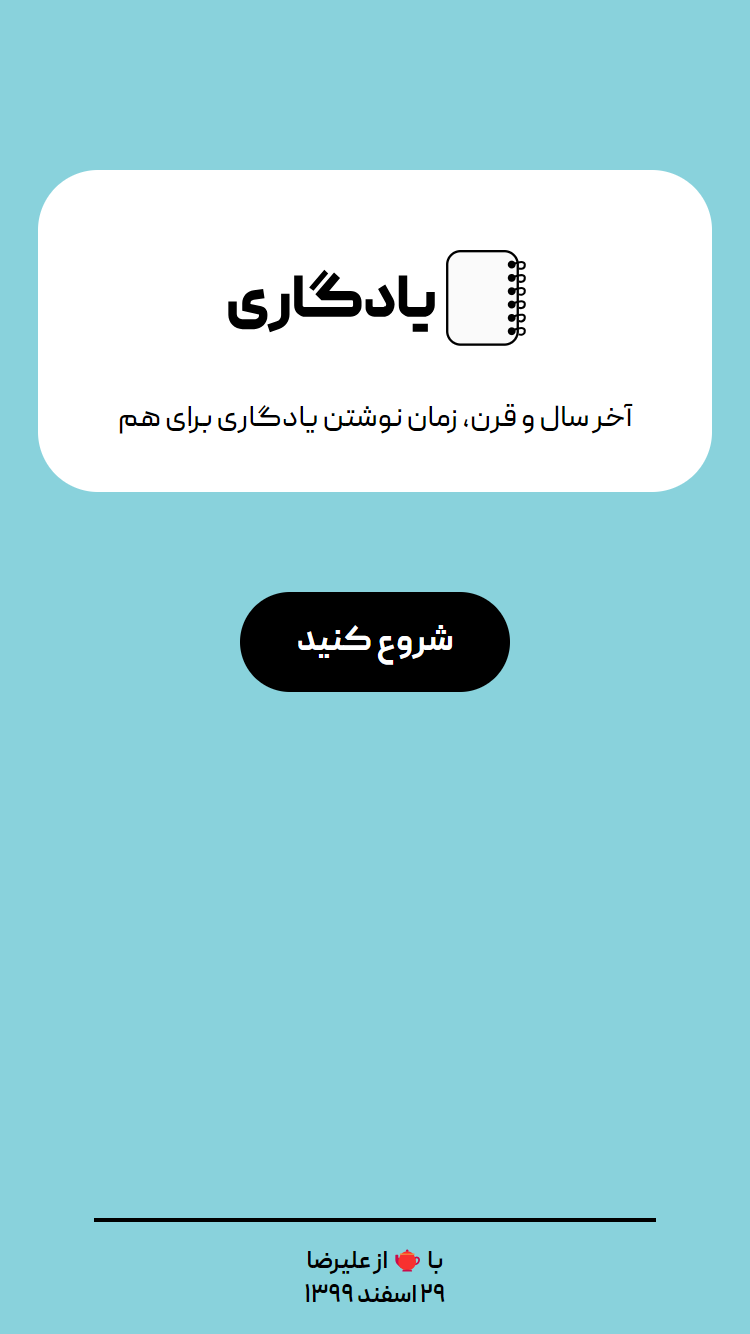 یادگاری
آخر سال و قرن، زمان نوشتن یادگاری برای هم
شروع کنید
با 🫖 از علیرضا
۲۹ اسفند ۱۳۹۹